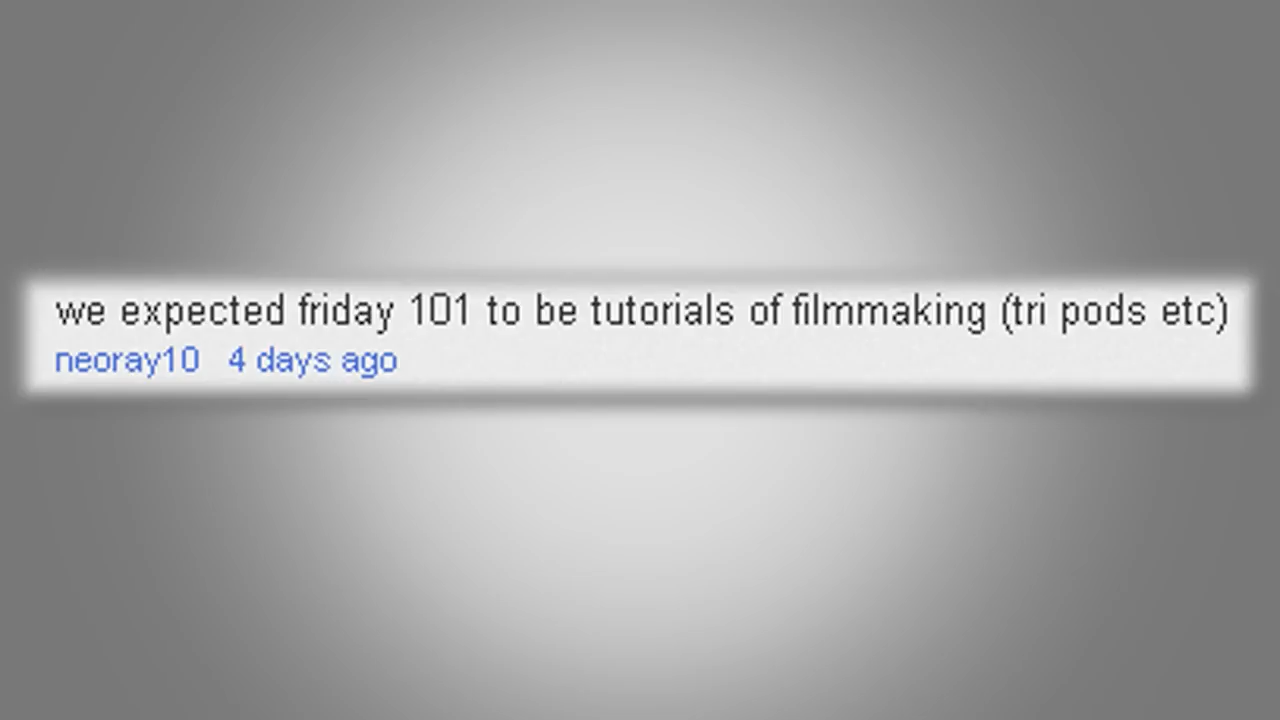 we expected friday 101 to be tutorials of filmmaking (tri pods etc)
neoray10 4 days ago